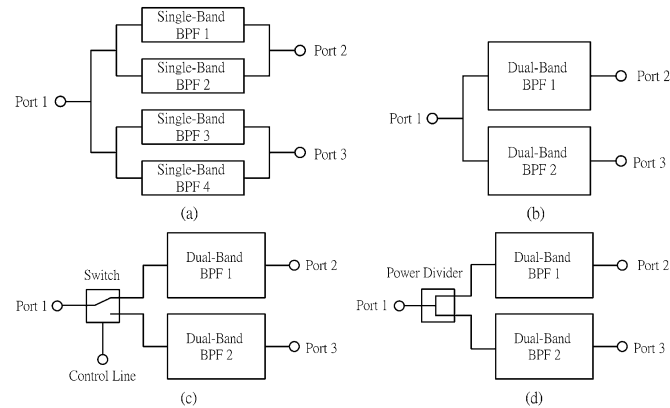 Single-Band
BPF 1
Port 2
Single-Band
BPF 2
Port 1
Single-Band
BPF 3
Port 3
Single-Band
BPF 4
(a)
Dual-Band
BPF 1
Port 2
Port 1
Dual-Band
BPF 2
Port 3
(b)
Switch
Dual-Band
BPF 1
Port 2
Port 1
Dual-Band
BPF 2
Port 3
Control Line
(c)
Power Divider
Dual-Band
BPF 1
Port 2
Port 1
Dual-Band
BPF 2
Port 3
(d)